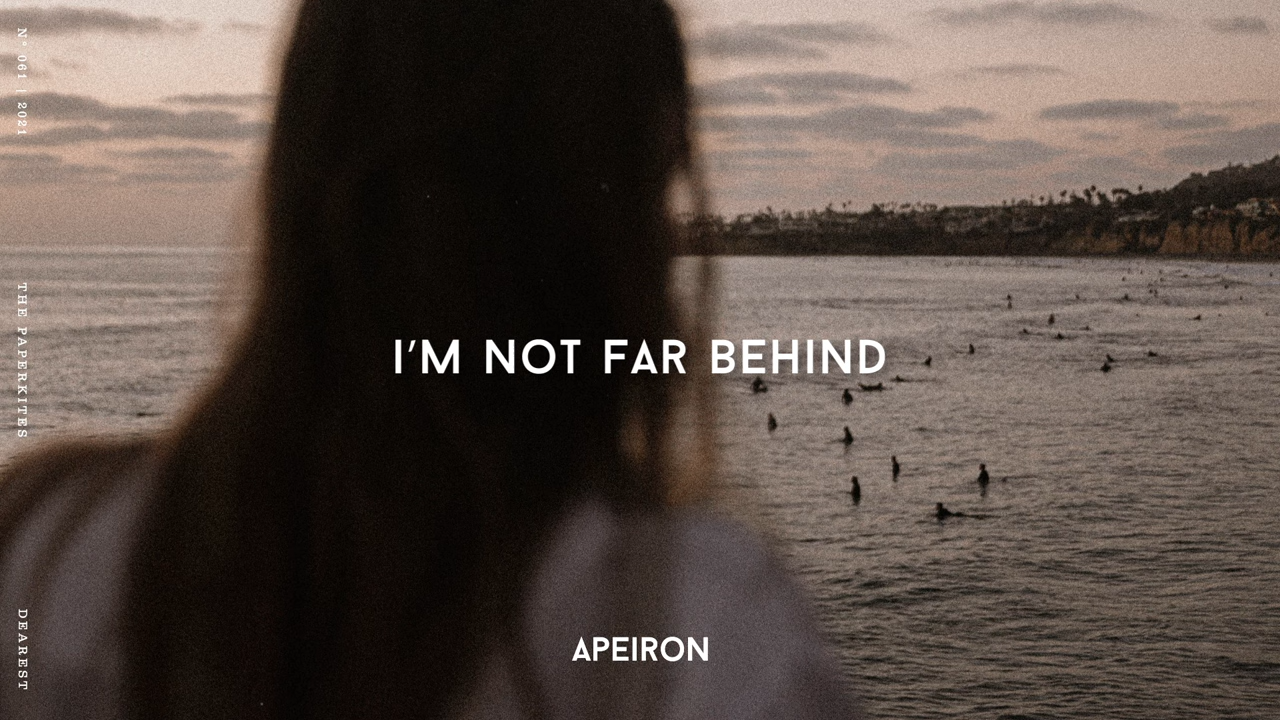 N° 061 | 2021
THE PAPERKITES
DEAREST
I'M NOT FAR BEHIND
APEIRON